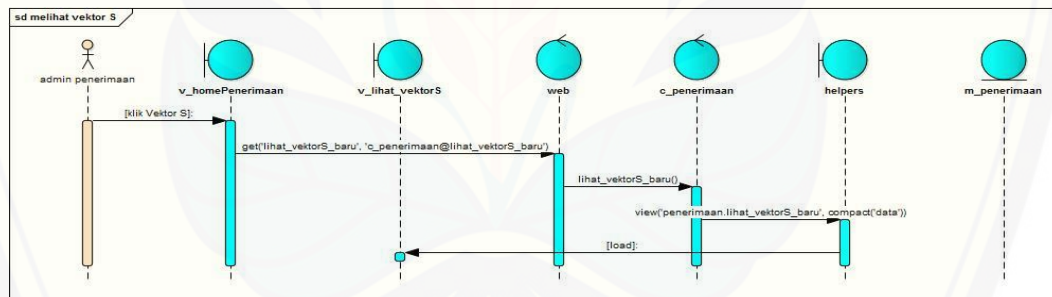 sd melihat vektor S
admin penerimaan
v_homePenerimaan
v_lihat_vektorS
web
c_penerimaan
helpers
m_penerimaan
[klik Vektor S]:
get('lihat_vektorS_baru', 'c_penerimaan@lihat_vektorS_baru')
lihat_vektorS_baru()
view('penerimaan.lihat_vektorS_baru', compact('data'))
[load]: